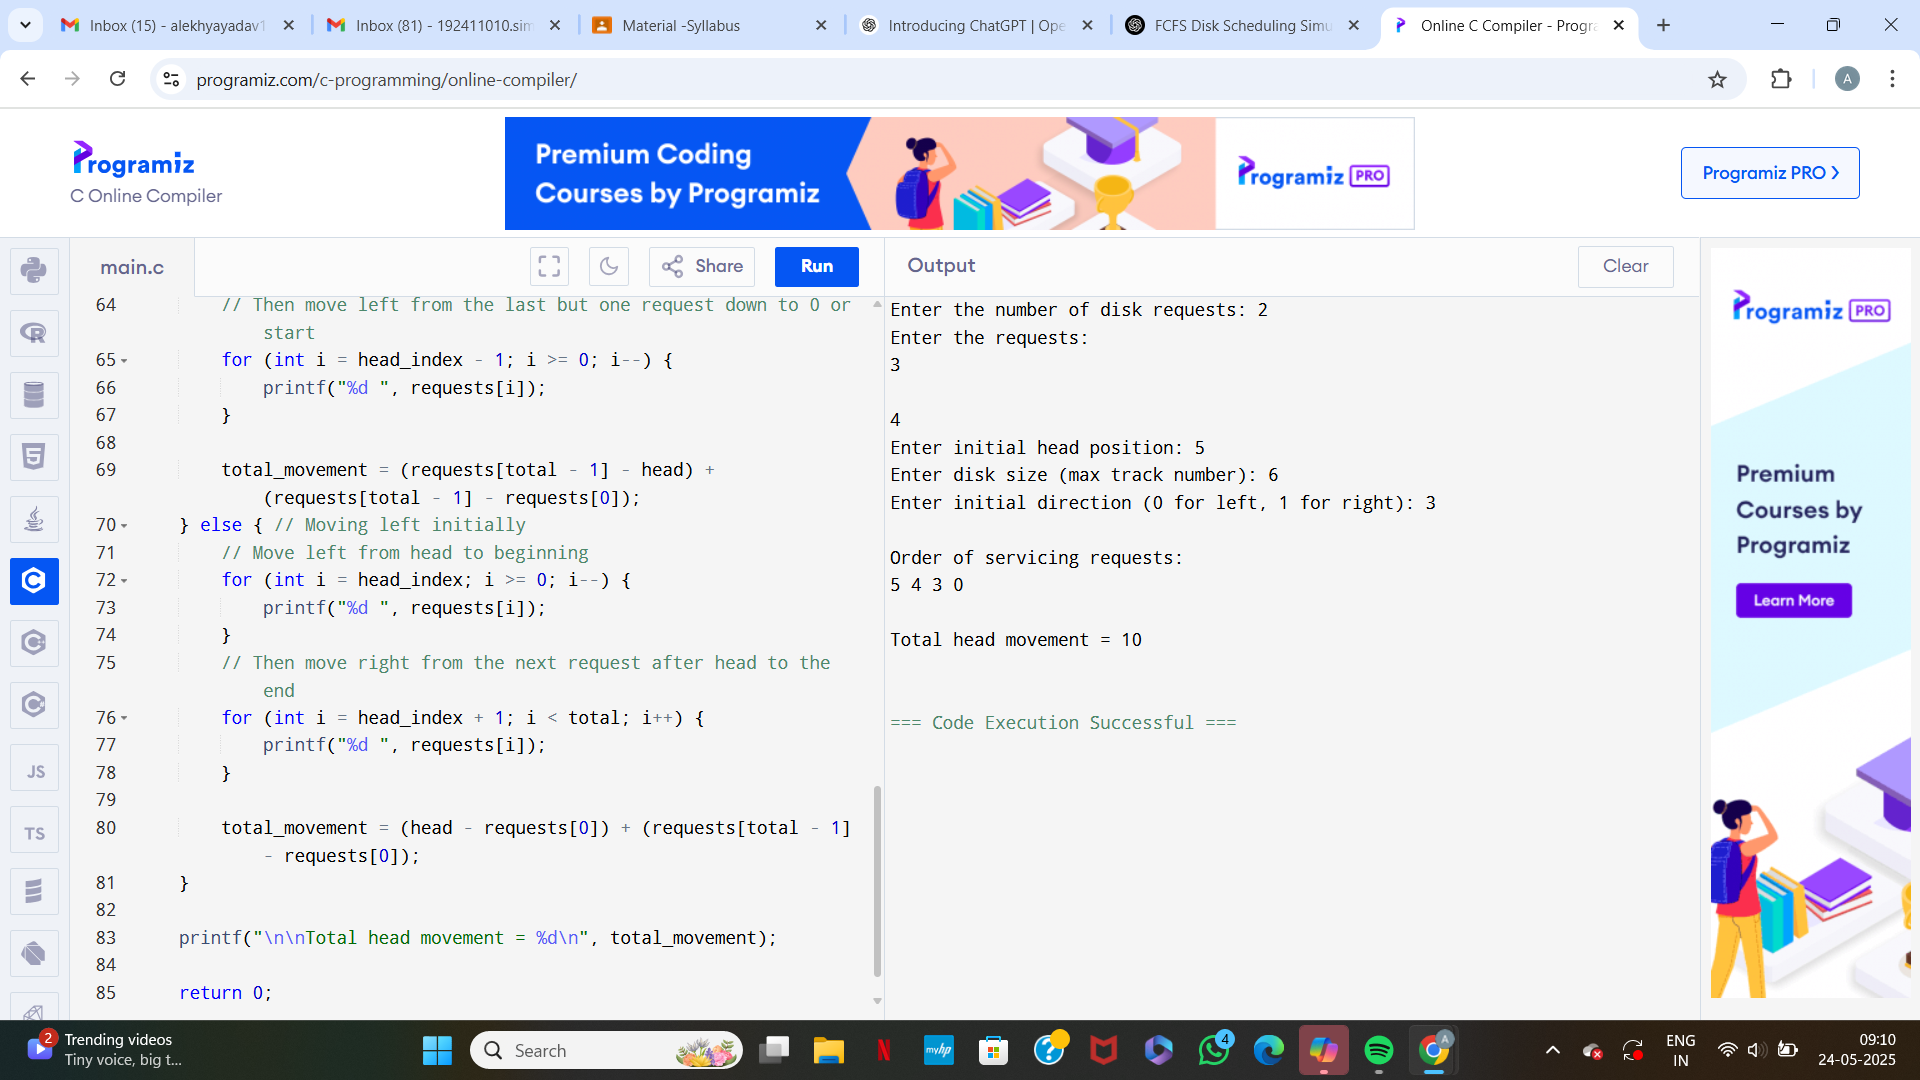 Inbox (15) - alekhyayadav1
Inbox (81) - 192411010.sim
Material -Syllabus
Introducing ChatGPT | Ope
FCFS Disk Scheduling Simu
Online C Compiler - Progra
programiz.com/c-programming/online-compiler/
A
Programiz
C Online Compiler
Premium Coding
Courses by Programiz
Programiz PRO
Programiz PRO ›
main.c
Share
Run
Output
Clear
64 // Then move left from the last but one request down to 0 or
start
65 for (int i = head_index - 1; i >= 0; i--) {
66 printf("%d ", requests[i]);
67 }
68
69 total_movement = (requests[total - 1] - head) +
(requests[total - 1] - requests[0]);
70 } else { // Moving left initially
71 // Move left from head to beginning
72 for (int i = head_index; i >= 0; i--) {
73 printf("%d ", requests[i]);
74 }
75 // Then move right from the next request after head to the
end
76 for (int i = head_index + 1; i < total; i++) {
77 printf("%d ", requests[i]);
78 }
79
80 total_movement = (head - requests[0]) + (requests[total - 1]
- requests[0]);
81 }
82
83 printf("\n\nTotal head movement = %d\n", total_movement);
84
85 return 0;
Enter the number of disk requests: 2
Enter the requests:
3
4
Enter initial head position: 5
Enter disk size (max track number): 6
Enter initial direction (0 for left, 1 for right): 3
Order of servicing requests:
5 4 3 0
Total head movement = 10
=== Code Execution Successful ===
R
5
C
C
C
JS
TS
Programiz PRO
Premium
Courses by
Programiz
Learn More
2
Trending videos
Tiny voice, big t...
Search
N
myhp
?
4
A
ENG
IN
09:10
24-05-2025